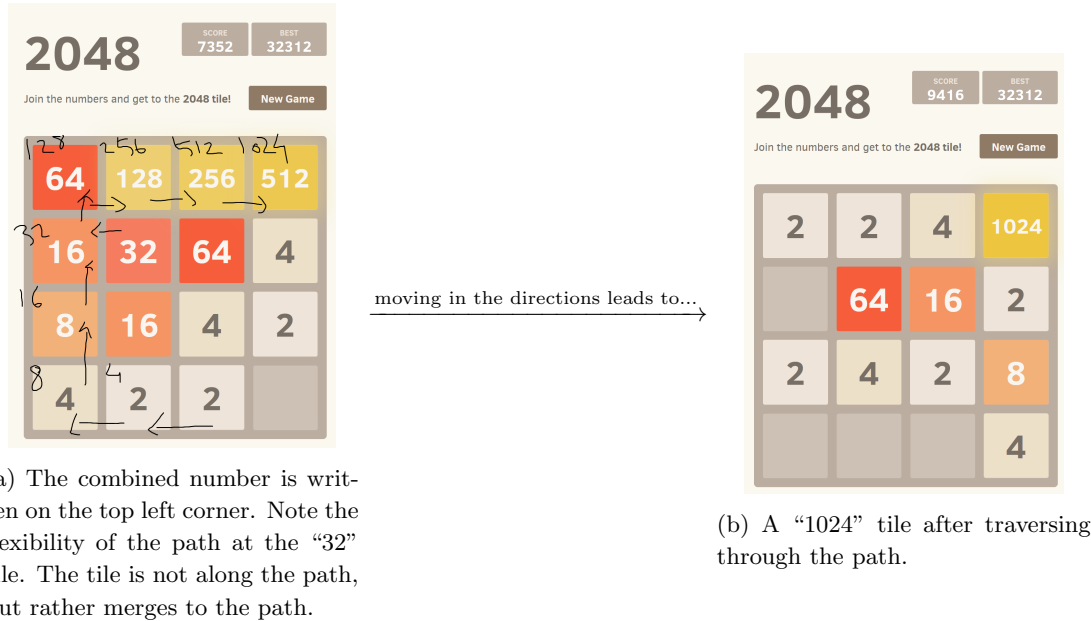 2048
SCORE
7352
BEST
32312
Join the numbers and get to the 2048 tile!
New Game
128 256 512 1024
64 128 256 512
32
16 32 64 4
16
8 16 4 2
8 4
4 2 2
moving in the directions leads to...
2048
SCORE
9416
BEST
32312
Join the numbers and get to the 2048 tile!
New Game
2 2 4 1024
64 16 2
2 4 2 8
4
a) The combined number is writ-
en on the top left corner. Note the
exibility of the path at the “32”
le. The tile is not along the path,
ut rather merges to the path.
(b) A “1024” tile after traversing
through the path.